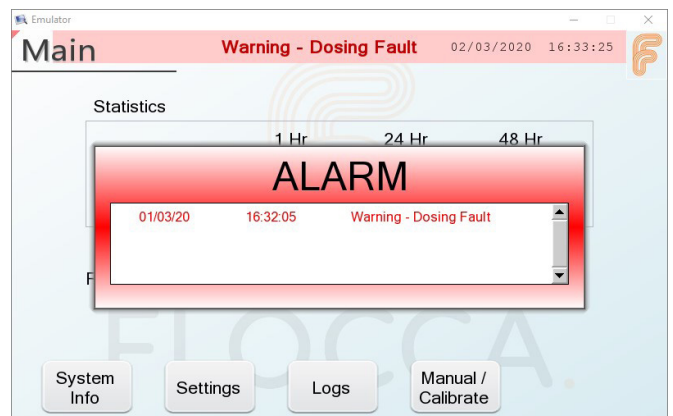 Emulator
Main
Warning - Dosing Fault 02/03/2020 16:33:25
Statistics
1 Hr 24 Hr 48 Hr
ALARM
01/03/20 16:32:05 Warning - Dosing Fault
FLOCCA.
System
Info
Settings
Logs
Manual /
Calibrate